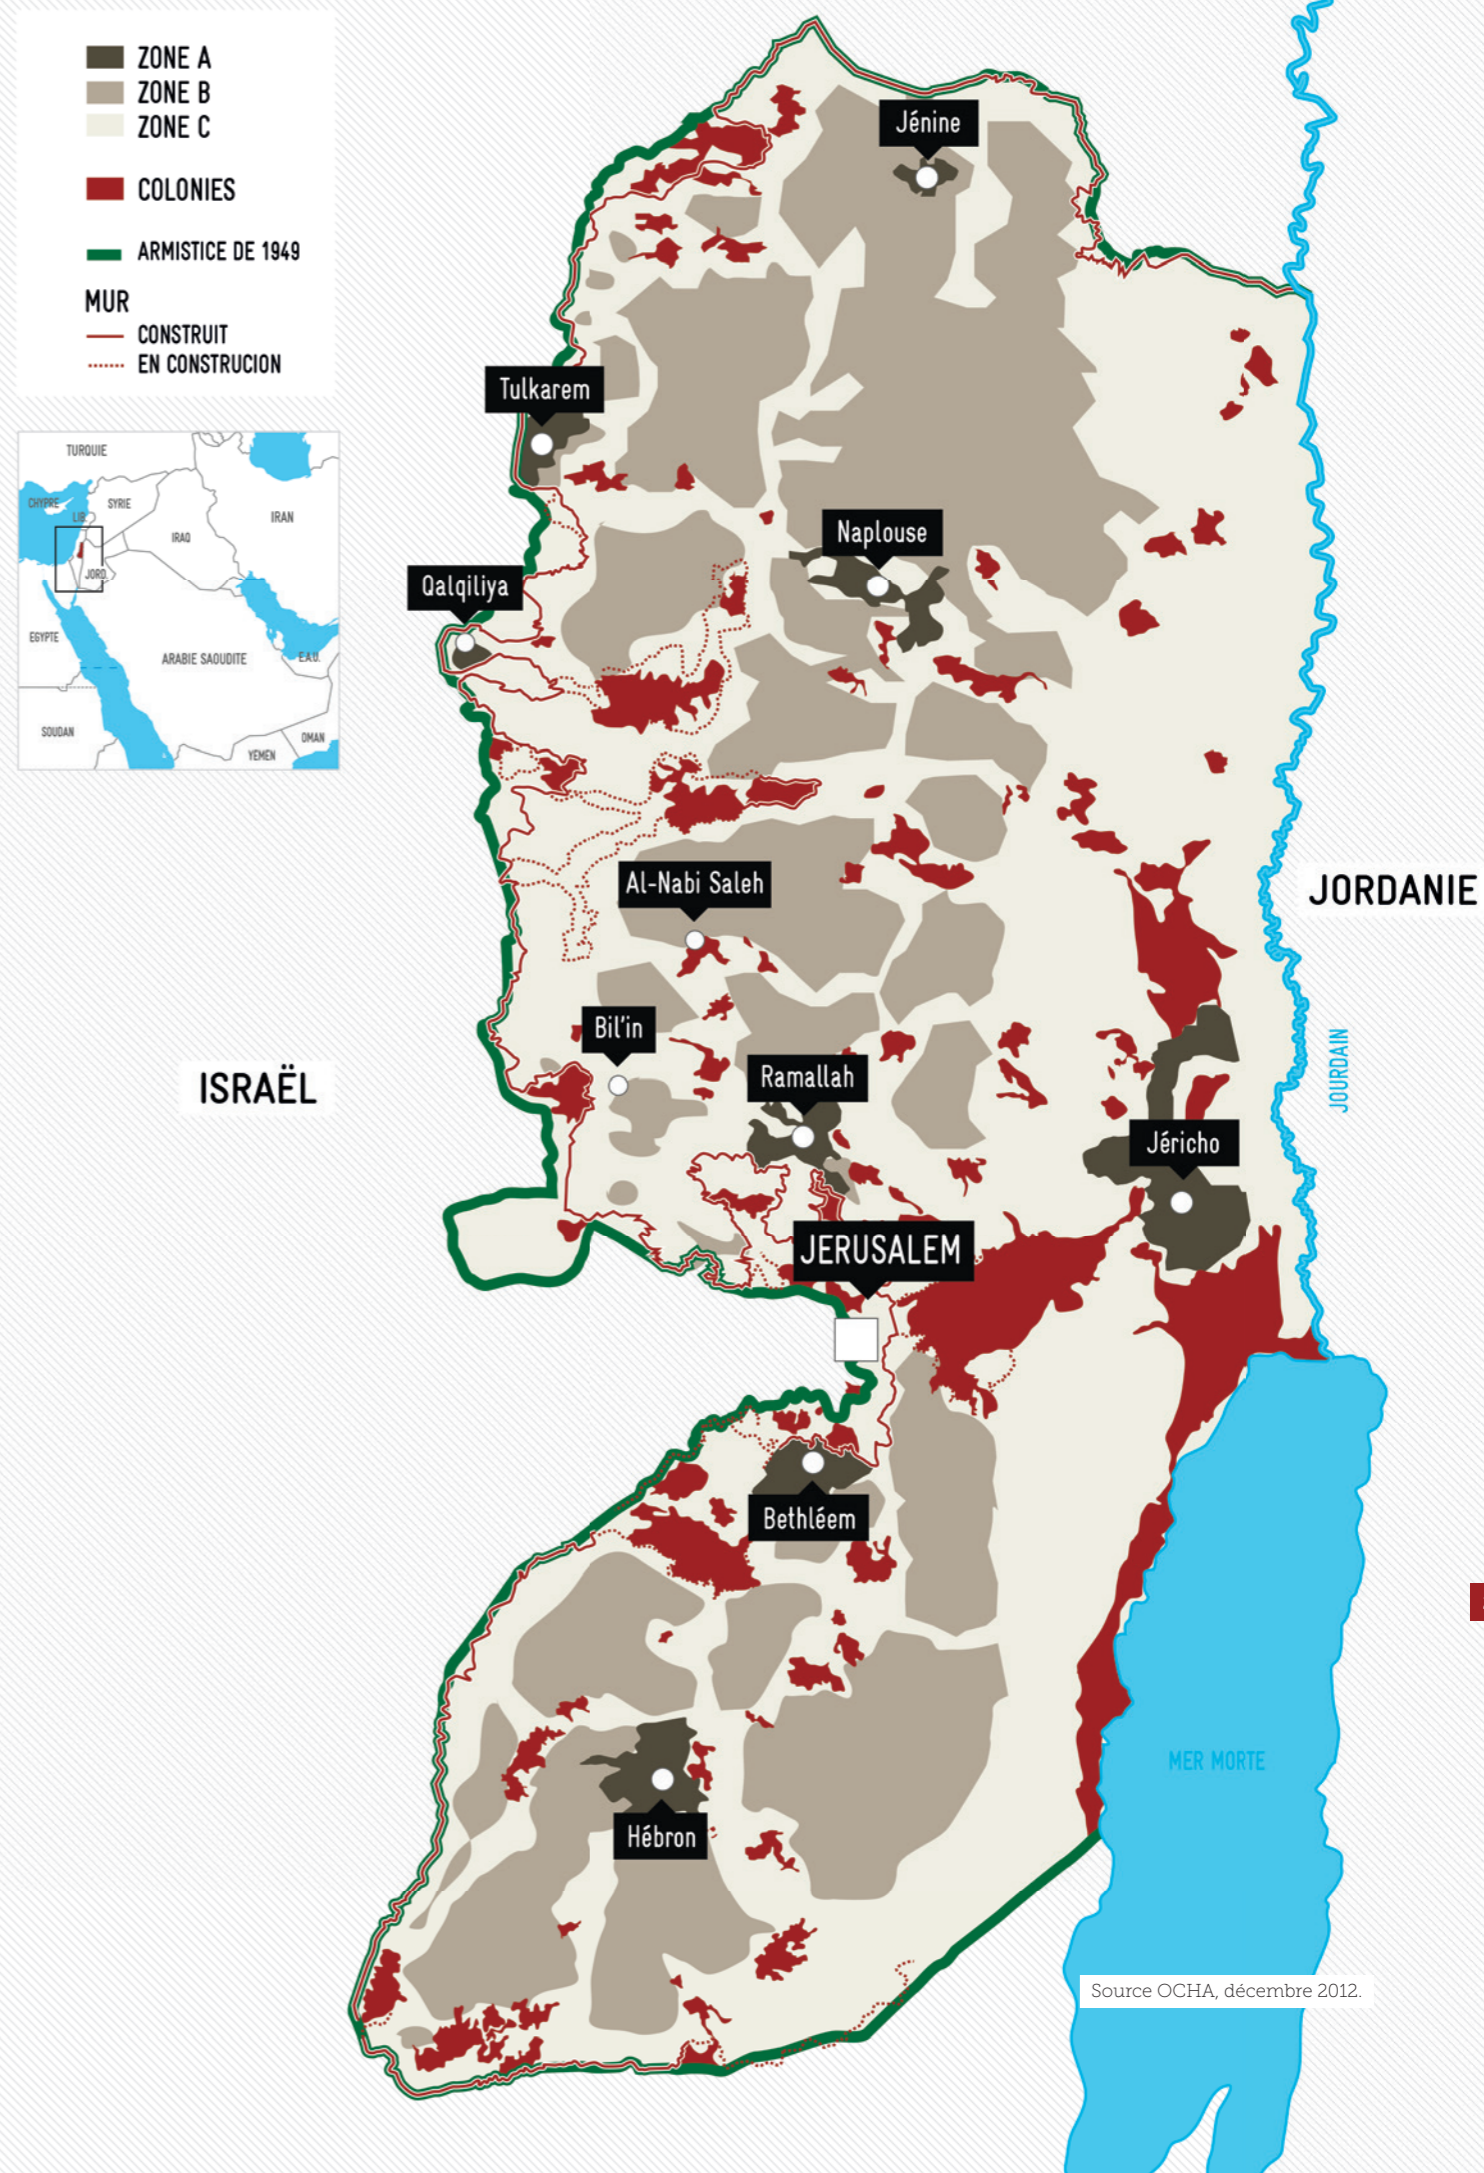 ZONE A
ZONE B
ZONE C
COLONIES
ARMISTICE DE 1949
MUR
CONSTRUIT
EN CONSTRUCION
TURQUIE
CHYPRE
SYRIE
LIB.
IRAQ
IRAN
JORD.
EGYPTE
ARABIE SAOUDITE
E.A.U.
SOUDAN
YEMEN
OMAN
Jénine
Tulkarem
Naplouse
Qalqiliya
Al-Nabi Saleh
JORDANIE
Bil'in
ISRAËL
Ramallah
JOURDAIN
Jéricho
JERUSALEM
Bethléem
MER MORTE
Hébron
Source OCHA, décembre 2012.